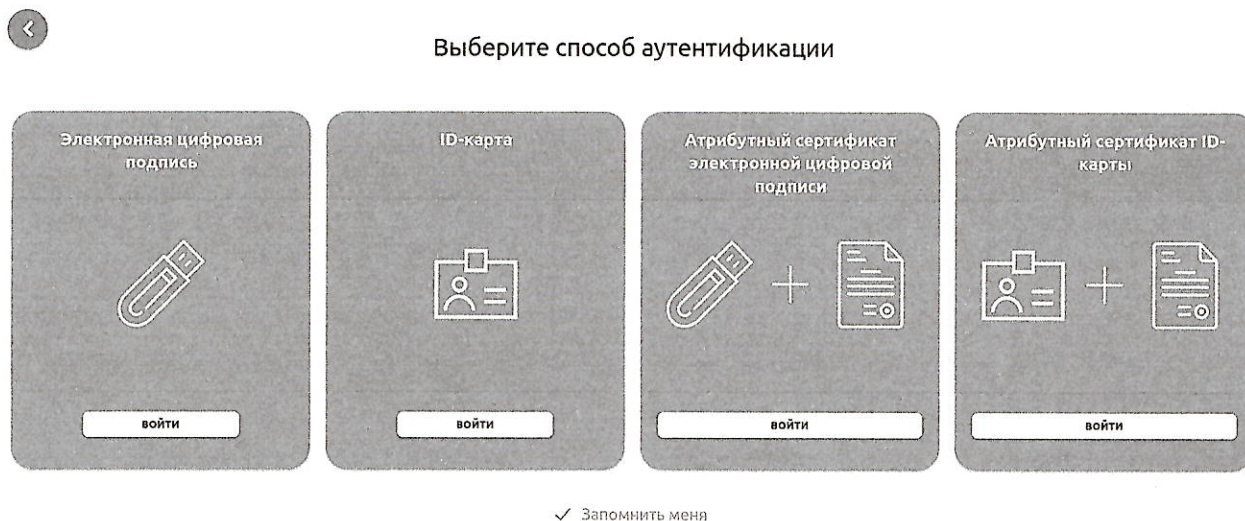 Выберите способ аутентификации
Электронная цифровая
подпись
войти
ID-карта
войти
Атрибутный сертификат
электронной цифровой
подписи
войти
Атрибутный сертификат ID-
карты
войти
Запомнить меня